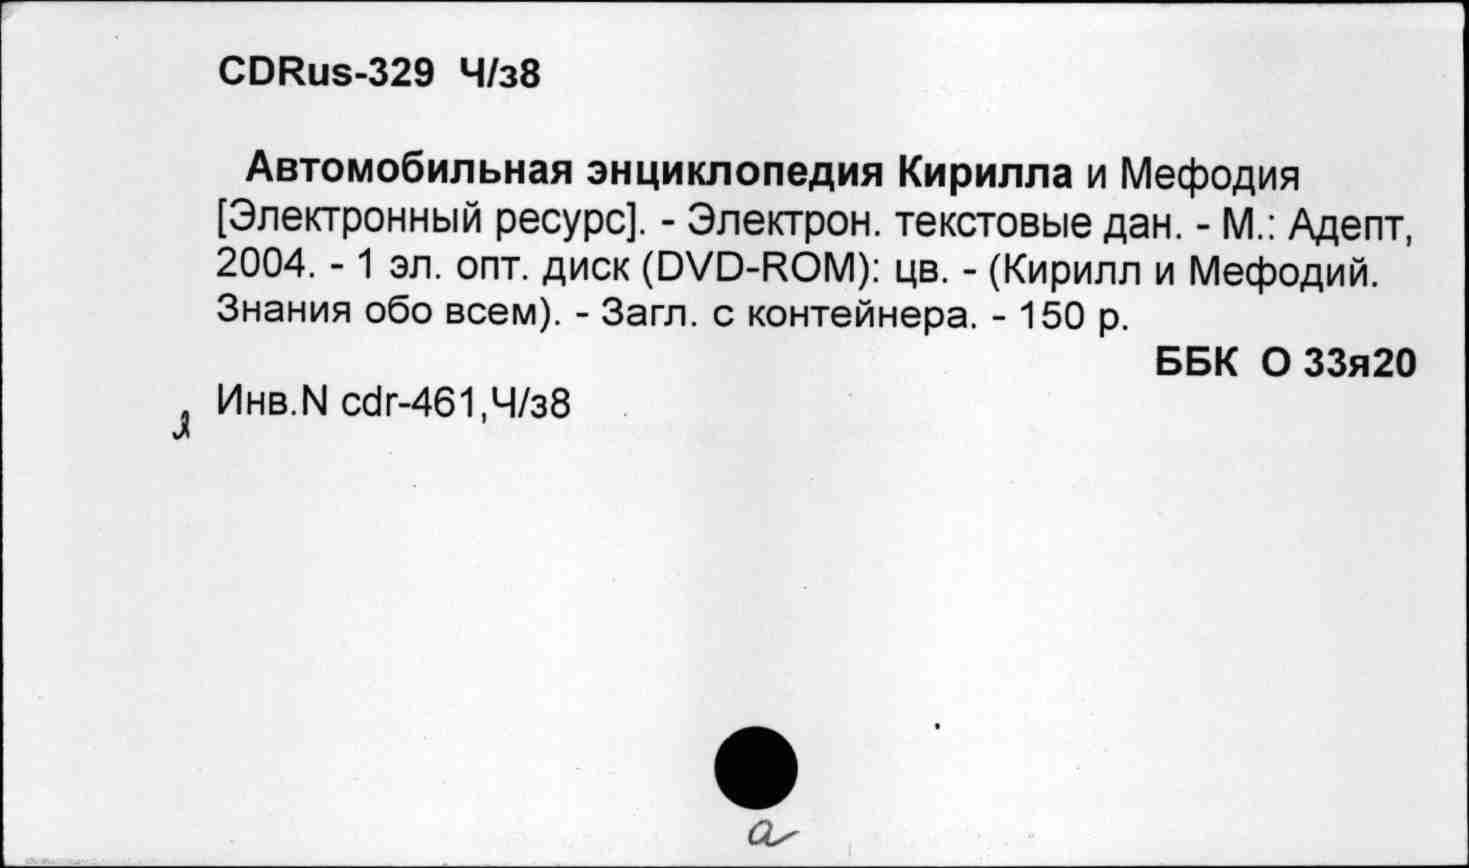 CDRus-329 Ч/з8
Автомобильная энциклопедия Кирилла и Мефодия
[Электронный ресурс]. - Электрон. текстовые дан. - М.: Адепт,
2004. - 1 эл. опт. диск (DVD-ROM): цв. - (Кирилл и Мефодий.
Знания обо всем). - Загл. с контейнера. - 150 р.
ББК О 33я20
Инв.N cdr-461,Ч/з8
а